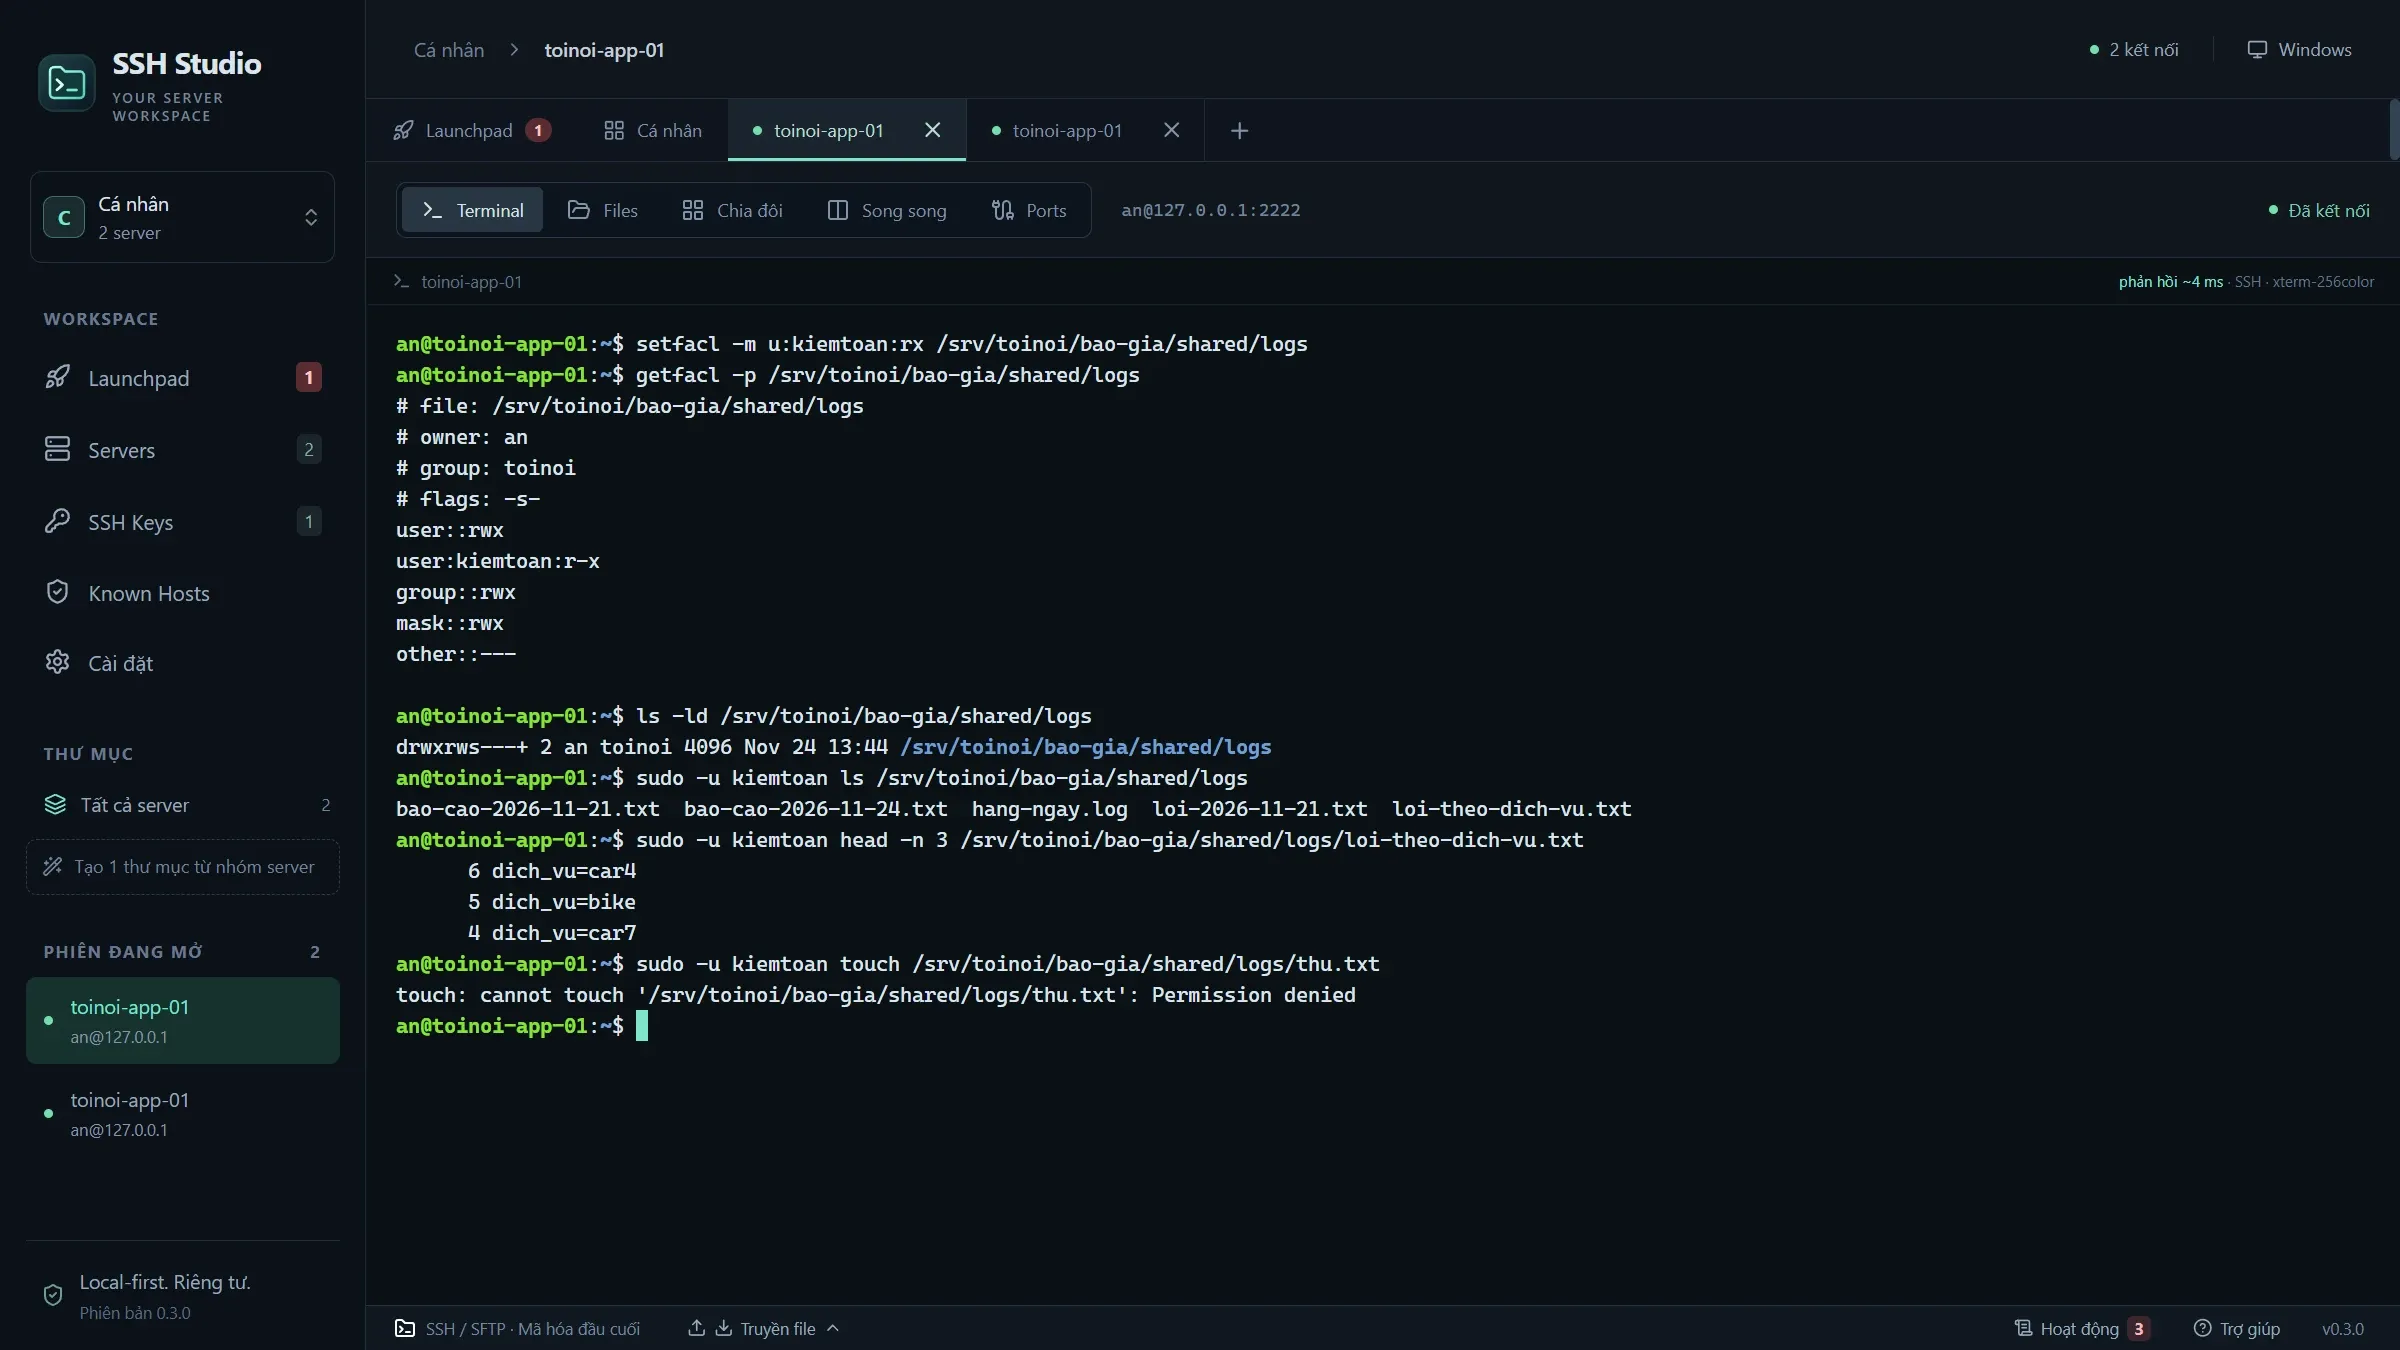 SSH Studio
YOUR SERVER
WORKSPACE
C
Cá nhân
2 server
WORKSPACE
Launchpad 1
Servers 2
SSH Keys 1
Known Hosts
Cài đặt
THƯ MỤC
Tất cả server 2
Tạo 1 thư mục từ nhóm server
PHIÊN ĐANG MỞ 2
toinoi-app-01
an@127.0.0.1
toinoi-app-01
an@127.0.0.1
Local-first. Riêng tư.
Phiên bản 0.3.0
Cá nhân > toinoi-app-01
2 kết nối
Windows
Launchpad 1
Cá nhân
toinoi-app-01
toinoi-app-01
Terminal
Files
Chia đôi
Song song
Ports
an@127.0.0.1:2222
Đã kết nối
toinoi-app-01
phản hồi ~4 ms · SSH · xterm-256color
an@toinoi-app-01:~$ setfacl -m u:kiemtoan:rx /srv/toinoi/bao-gia/shared/logs
an@toinoi-app-01:~$ getfacl -p /srv/toinoi/bao-gia/shared/logs
# file: /srv/toinoi/bao-gia/shared/logs
# owner: an
# group: toinoi
# flags: -s-
user::rwx
user:kiemtoan:r-x
group::rwx
mask::rwx
other::---
an@toinoi-app-01:~$ ls -ld /srv/toinoi/bao-gia/shared/logs
drwxrws---+ 2 an toinoi 4096 Nov 24 13:44 /srv/toinoi/bao-gia/shared/logs
an@toinoi-app-01:~$ sudo -u kiemtoan ls /srv/toinoi/bao-gia/shared/logs
bao-cao-2026-11-21.txt  bao-cao-2026-11-24.txt  hang-ngay.log  loi-2026-11-21.txt  loi-theo-dich-vu.txt
an@toinoi-app-01:~$ sudo -u kiemtoan head -n 3 /srv/toinoi/bao-gia/shared/logs/loi-theo-dich-vu.txt
6 dich_vu=car4
5 dich_vu=bike
4 dich_vu=car7
an@toinoi-app-01:~$ sudo -u kiemtoan touch /srv/toinoi/bao-gia/shared/logs/thu.txt
touch: cannot touch '/srv/toinoi/bao-gia/shared/logs/thu.txt': Permission denied
an@toinoi-app-01:~$
SSH / SFTP · Mã hóa đầu cuối
Truyền file
Hoạt động 3
Trợ giúp
v0.3.0